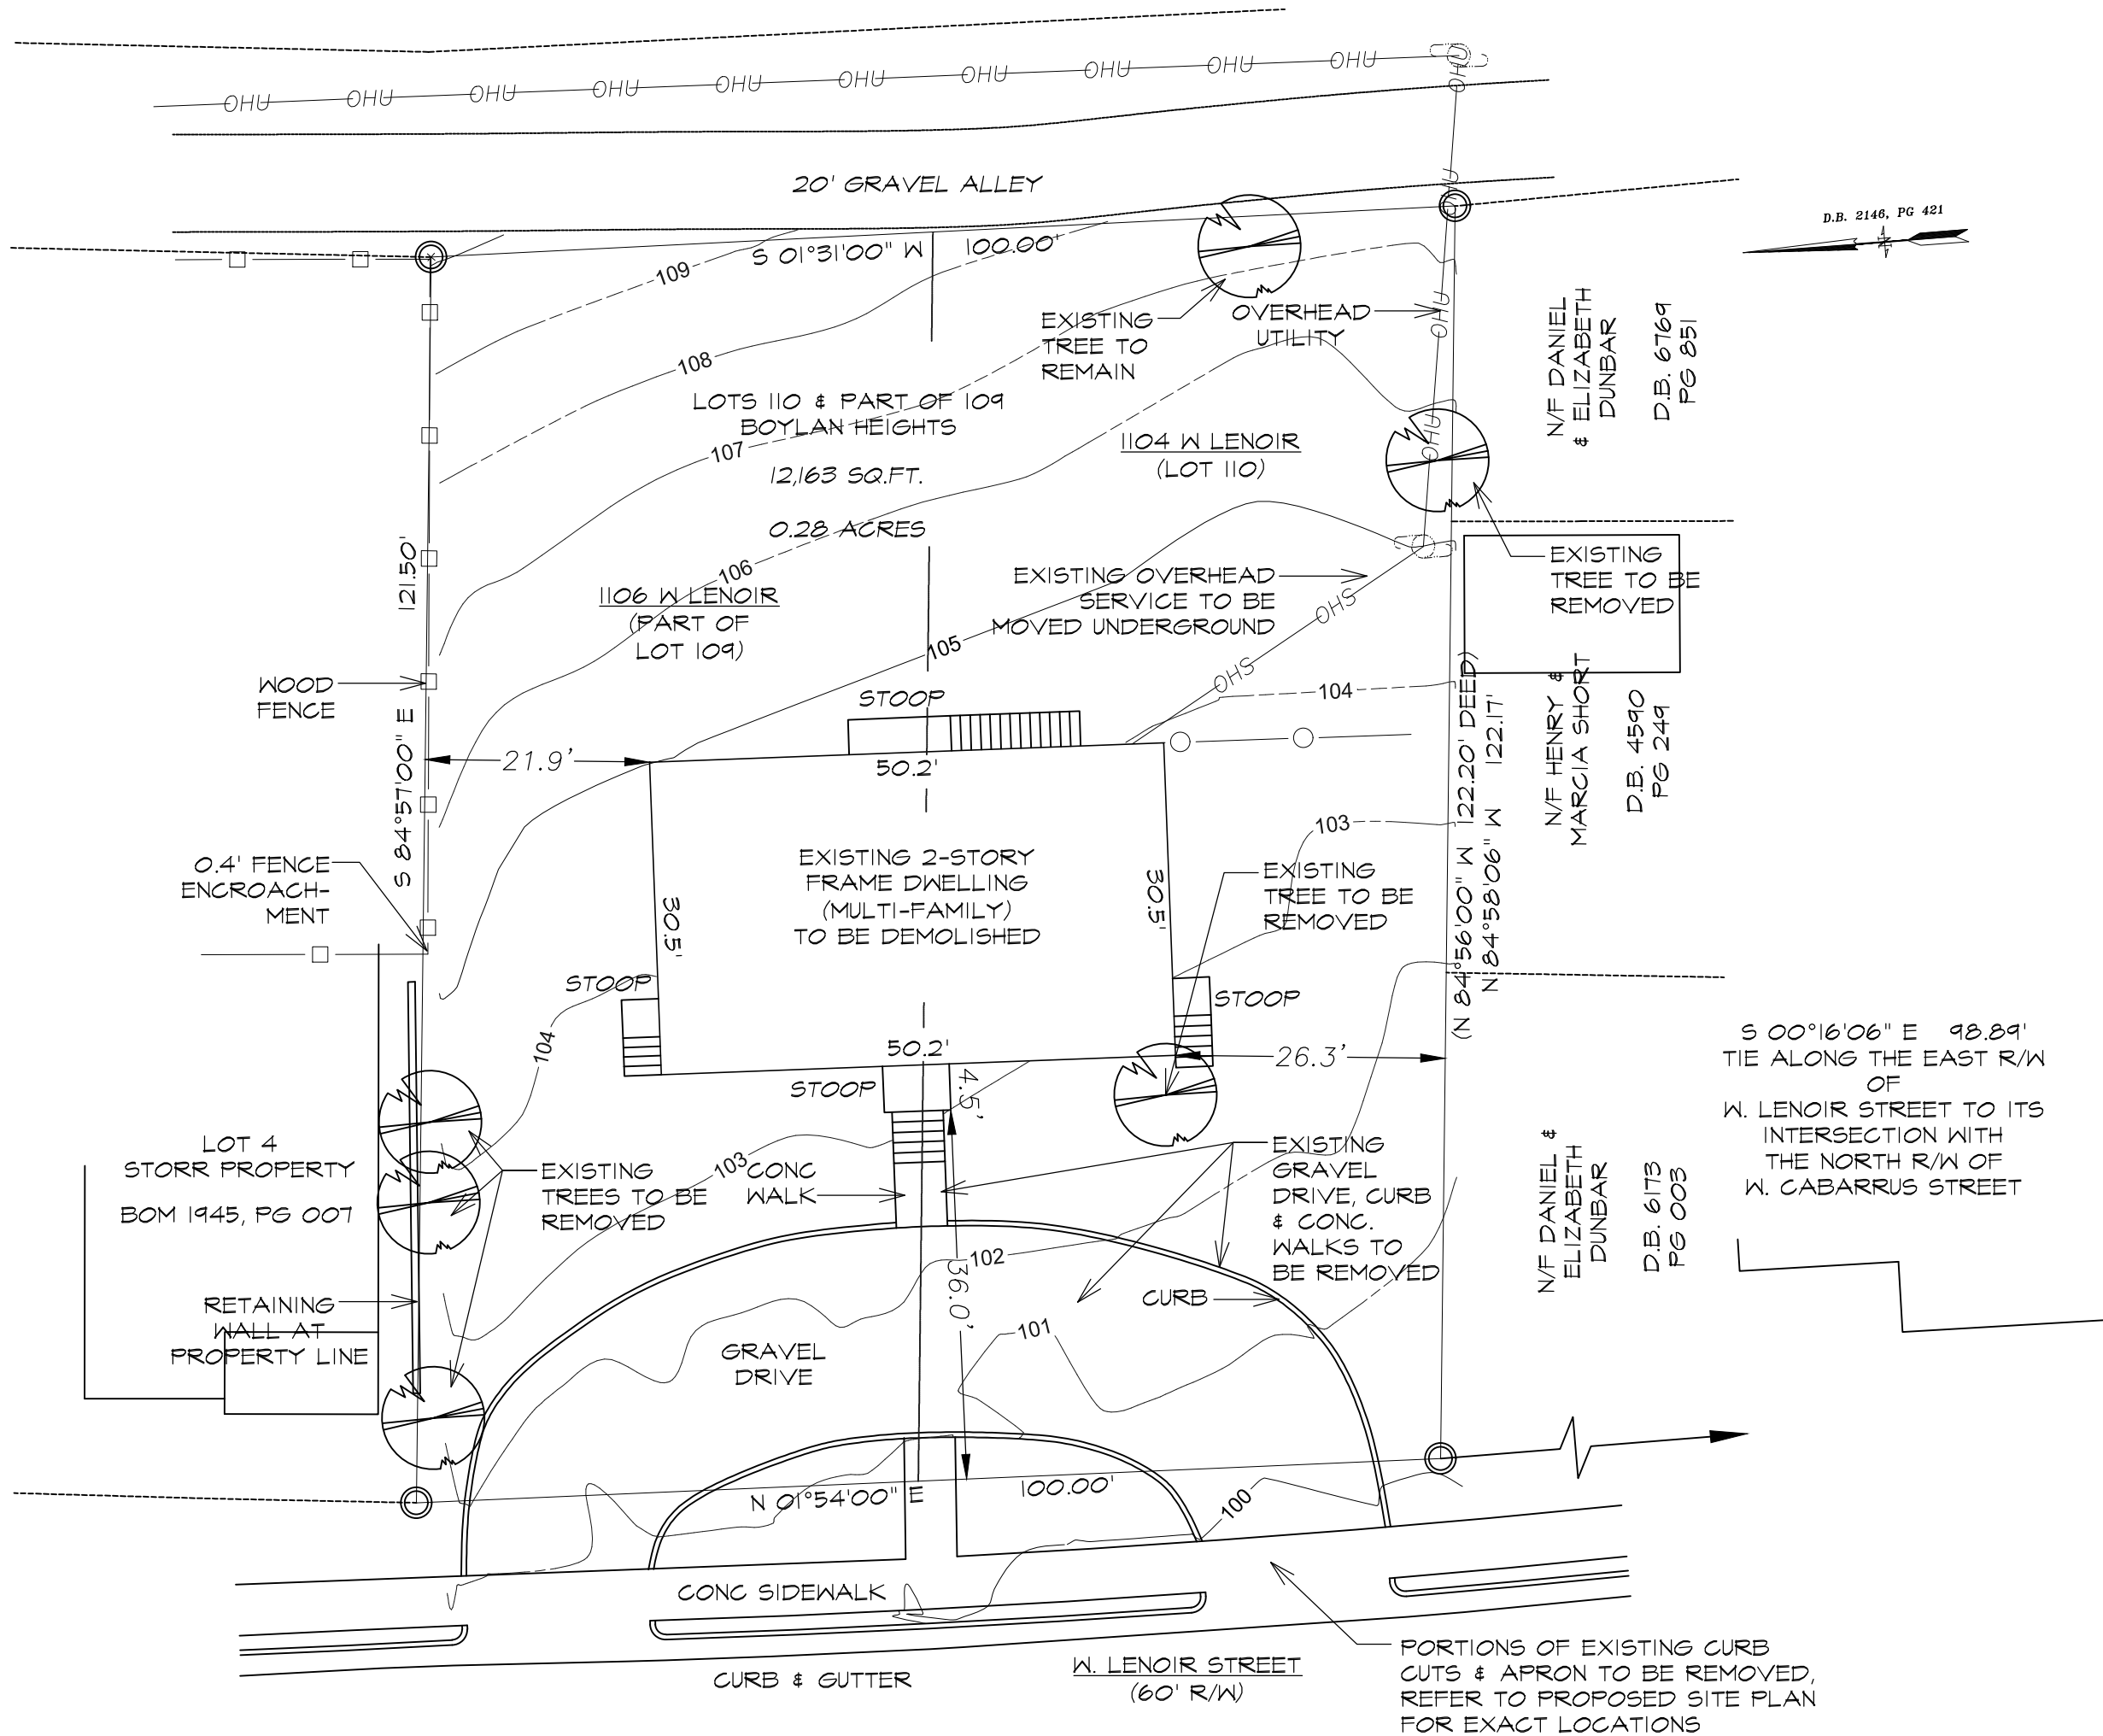 OHU OHU OHU OHU OHU OHU OHU OHU OHU OHU
OHU
20' GRAVEL ALLEY
D.B. 2146, PG 421
S 01°31'00" W 100.00'
109
EXISTING
TREE TO
REMAIN
OVERHEAD
UTILITY
OHU
N/F DANIEL
& ELIZABETH
DUNBAR
D.B. 6769
PG 851
108
LOTS 110 & PART OF 109
BOYLAN HEIGHTS
107
12,163 SQ.FT.
0.28 ACRES
1104 W LENOIR
(LOT 110)
OHU
121.50'
S 84°57'00" E
106
1106 W LENOIR
(PART OF
LOT 109)
EXISTING OVERHEAD
SERVICE TO BE
MOVED UNDERGROUND
EXISTING
TREE TO BE
REMOVED
OHS
OHS
105
WOOD
FENCE
STOOP
104
(N 84°56'00" W 122.20' DEED)
N 84°58'06" W 122.17'
N/F HENRY &
MARCIA SHORT
D.B. 4590
PG 249
21.9'
50.2'
103
0.4' FENCE
ENCROACH-
MENT
EXISTING 2-STORY
FRAME DWELLING
(MULTI-FAMILY)
TO BE DEMOLISHED
30.5'
30.5'
EXISTING
TREE TO BE
REMOVED
STOOP
STOOP
104
50.2'
26.3'
S 00°16'06" E 98.89'
TIE ALONG THE EAST R/W
OF
W. LENOIR STREET TO ITS
INTERSECTION WITH
THE NORTH R/W OF
W. CABARRUS STREET
STOOP
4.5'
LOT 4
STORR PROPERTY
BOM 1945, PG 007
EXISTING
TREES TO BE
REMOVED
103
CONC
WALK
EXISTING
GRAVEL
DRIVE, CURB
& CONC.
WALKS TO
BE REMOVED
N/F DANIEL &
ELIZABETH
DUNBAR
D.B. 6173
PG 003
102
36.0'
RETAINING
WALL AT
PROPERTY LINE
CURB
101
GRAVEL
DRIVE
N 01°54'00" E 100.00'
100
CONC SIDEWALK
CURB & GUTTER
W. LENOIR STREET
(60' R/W)
PORTIONS OF EXISTING CURB
CUTS & APRON TO BE REMOVED,
REFER TO PROPOSED SITE PLAN
FOR EXACT LOCATIONS